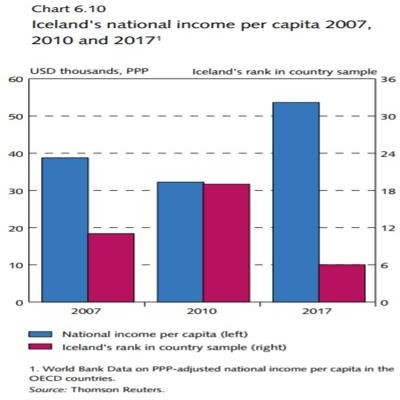 Chart 6.10
Iceland's national income per capita 2007,
2010 and 2017¹
USD thousands, PPP Iceland's rank in country sample
60 36
50 30
40 24
30 18
20 12
10 6
0 0
2007 2010 2017
National income per capita (left)
Iceland's rank in country sample (right)
1. World Bank Data on PPP-adjusted national income per capita in the
OECD countries.
Source: Thomson Reuters.